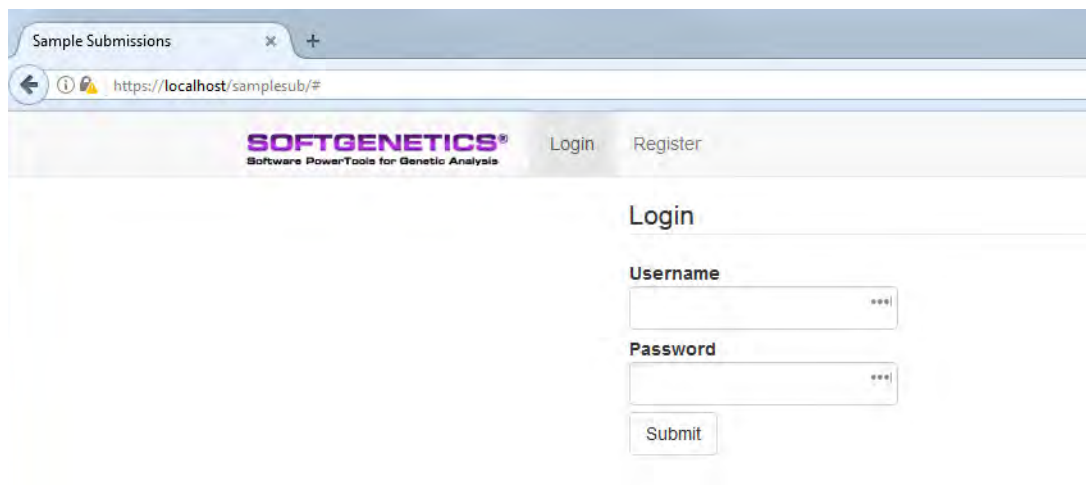 Sample Submissions
https://localhost/samplesub/#
SOFTGENETICS®
Software PowerTools for Genetic Analysis
Login
Register
Login
Username
Password
Submit